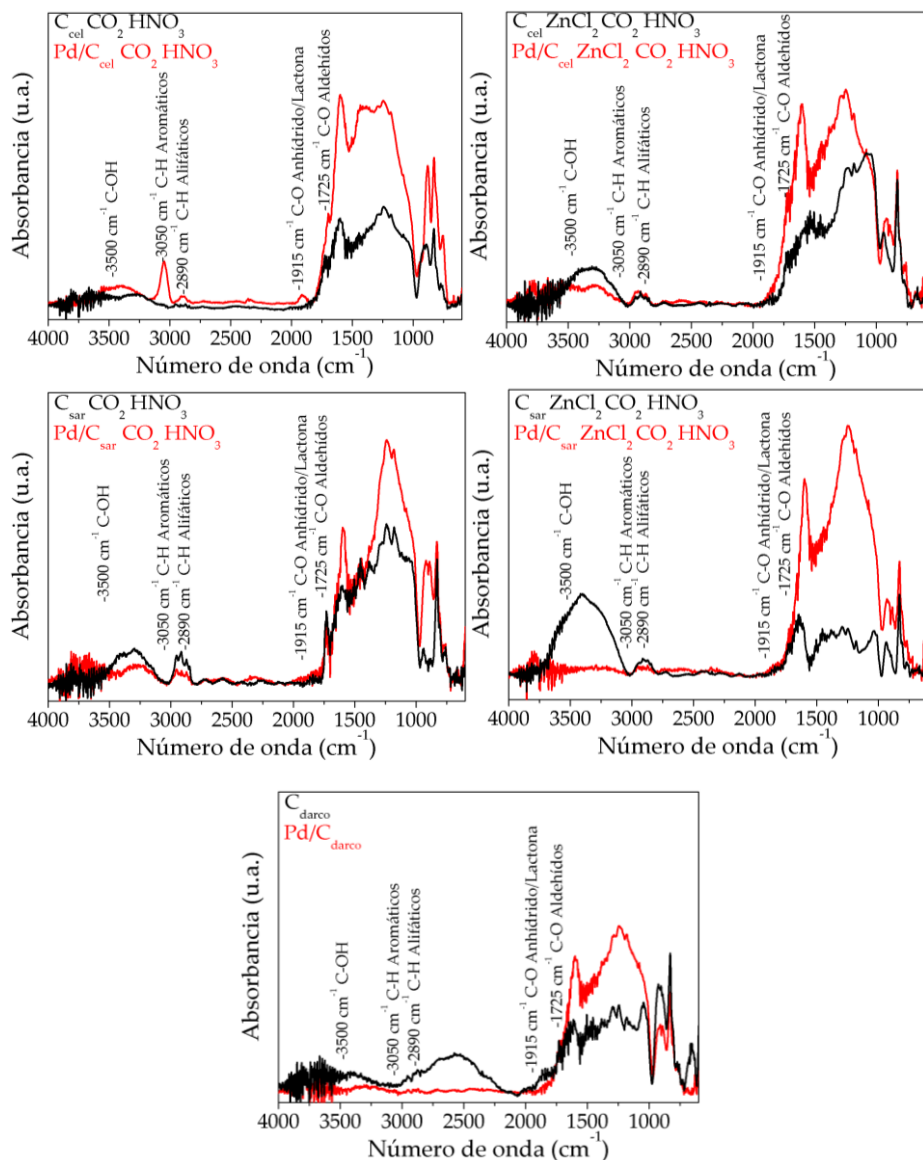 C_cel CO_2 HNO_3
Pd/C_cel CO_2 HNO_3
Absorbancia (u.a.)
-3500 cm^-1 C-OH
-3050 cm^-1 C-H Aromáticos
-2890 cm^-1 C-H Alifáticos
-1915 cm^-1 C-O Anhídrido/Lactona
-1725 cm^-1 C-O Aldehídos
4000 3500 3000 2500 2000 1500 1000
Número de onda (cm^-1)
C_cel ZnCl_2 CO_2 HNO_3
Pd/C_cel ZnCl_2 CO_2 HNO_3
Absorbancia (u.a.)
-3500 cm^-1 C-OH
-3050 cm^-1 C-H Aromáticos
-2890 cm^-1 C-H Alifáticos
-1915 cm^-1 C-O Anhídrido/Lactona
-1725 cm^-1 C-O Aldehídos
4000 3500 3000 2500 2000 1500 1000
Número de onda (cm^-1)
C_sar CO_2 HNO_3
Pd/C_sar CO_2 HNO_3
Absorbancia (u.a.)
-3500 cm^-1 C-OH
-3050 cm^-1 C-H Aromáticos
-2890 cm^-1 C-H Alifáticos
-1915 cm^-1 C-O Anhídrido/Lactona
-1725 cm^-1 C-O Aldehídos
4000 3500 3000 2500 2000 1500 1000
Número de onda (cm^-1)
C_sar ZnCl_2 CO_2 HNO_3
Pd/C_sar ZnCl_2 CO_2 HNO_3
Absorbancia (u.a.)
-3500 cm^-1 C-OH
-3050 cm^-1 C-H Aromáticos
-2890 cm^-1 C-H Alifáticos
-1915 cm^-1 C-O Anhídrido/Lactona
-1725 cm^-1 C-O Aldehídos
4000 3500 3000 2500 2000 1500 1000
Número de onda (cm^-1)
C_darco
Pd/C_darco
Absorbancia (u.a.)
-3500 cm^-1 C-OH
-3050 cm^-1 C-H Aromáticos
-2890 cm^-1 C-H Alifáticos
-1915 cm^-1 C-O Anhídrido/Lactona
-1725 cm^-1 C-O Aldehídos
4000 3500 3000 2500 2000 1500 1000
Número de onda (cm^-1)